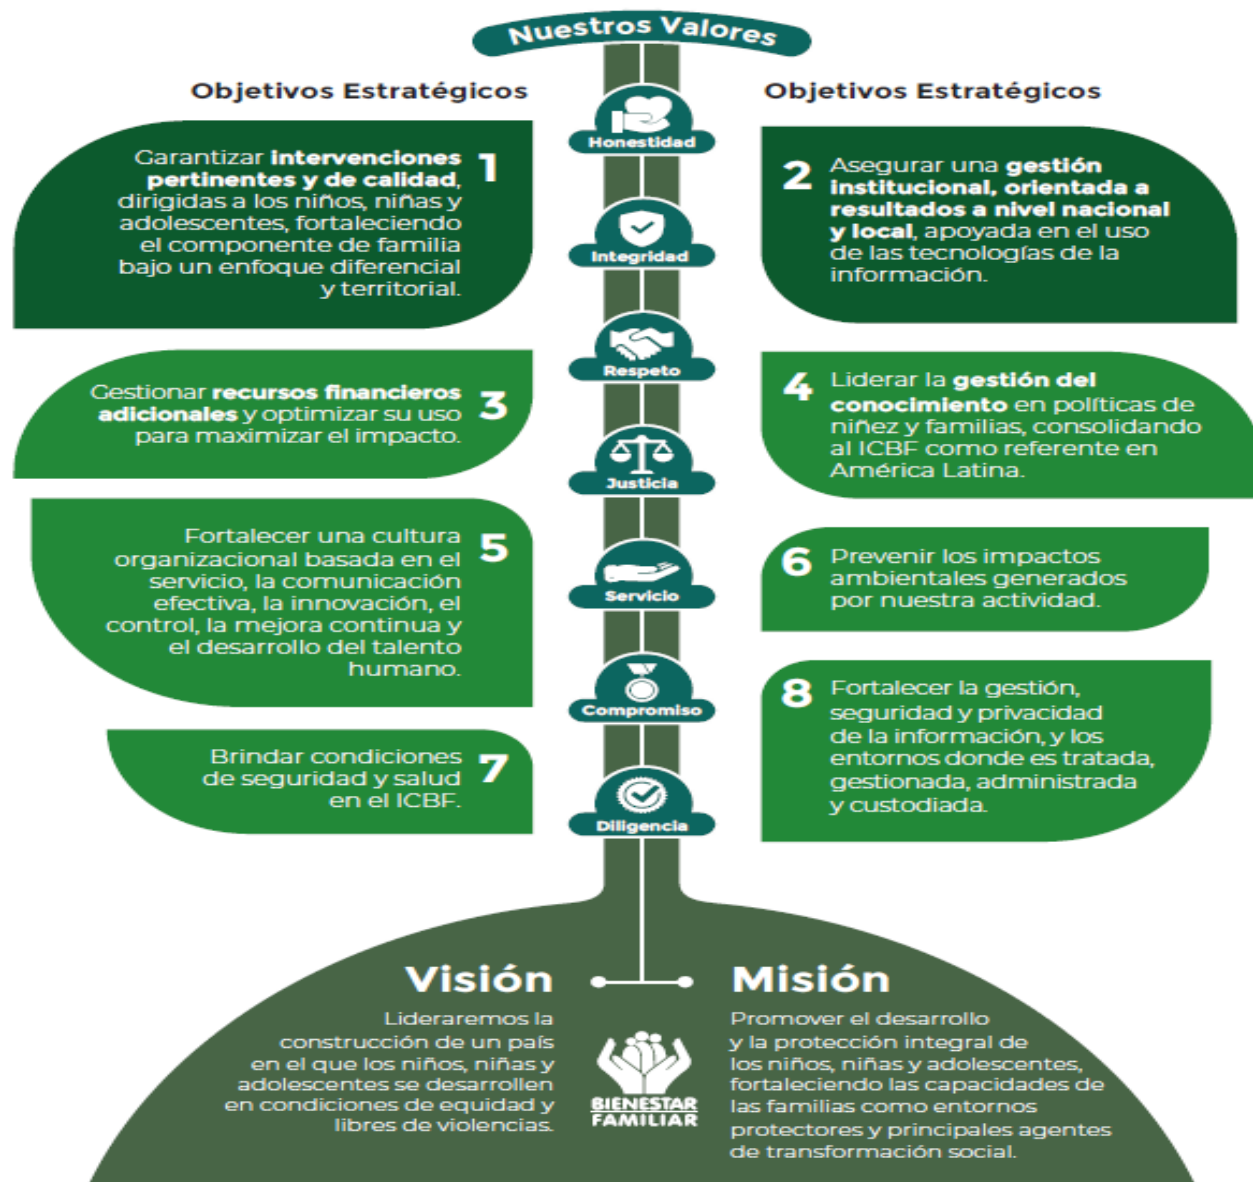 Nuestros Valores
Objetivos Estratégicos
Objetivos Estratégicos
Honestidad
Integridad
Respeto
Justicia
Servicio
Compromiso
Diligencia
1
Garantizar intervenciones
pertinentes y de calidad,
dirigidas a los niños, niñas y
adolescentes, fortaleciendo
el componente de familia
bajo un enfoque diferencial
y territorial.
2
Asegurar una gestión
institucional, orientada a
resultados a nivel nacional
y local, apoyada en el uso
de las tecnologías de la
información.
3
Gestionar recursos financieros
adicionales y optimizar su uso
para maximizar el impacto.
4
Liderar la gestión del
conocimiento en políticas de
niñez y familias, consolidando
al ICBF como referente en
América Latina.
5
Fortalecer una cultura
organizacional basada en el
servicio, la comunicación
efectiva, la innovación, el
control, la mejora continua y
el desarrollo del talento
humano.
6
Prevenir los impactos
ambientales generados
por nuestra actividad.
7
Brindar condiciones
de seguridad y salud
en el ICBF.
8
Fortalecer la gestión,
seguridad y privacidad
de la información, y los
entornos donde es tratada,
gestionada, administrada
y custodiada.
Visión
Lideraremos la
construcción de un país
en el que los niños, niñas y
adolescentes se desarrollen
en condiciones de equidad y
libres de violencias.
BIENESTAR
FAMILIAR
Misión
Promover el desarrollo
y la protección integral de
los niños, niñas y adolescentes,
fortaleciendo las capacidades de
las familias como entornos
protectores y principales agentes
de transformación social.